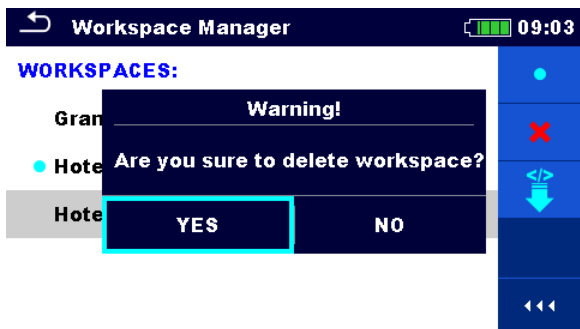 Workspace Manager 09:03
WORKSPACES:
Gran
Warning!
Hote
Are you sure to delete workspace?
Hote
YES NO